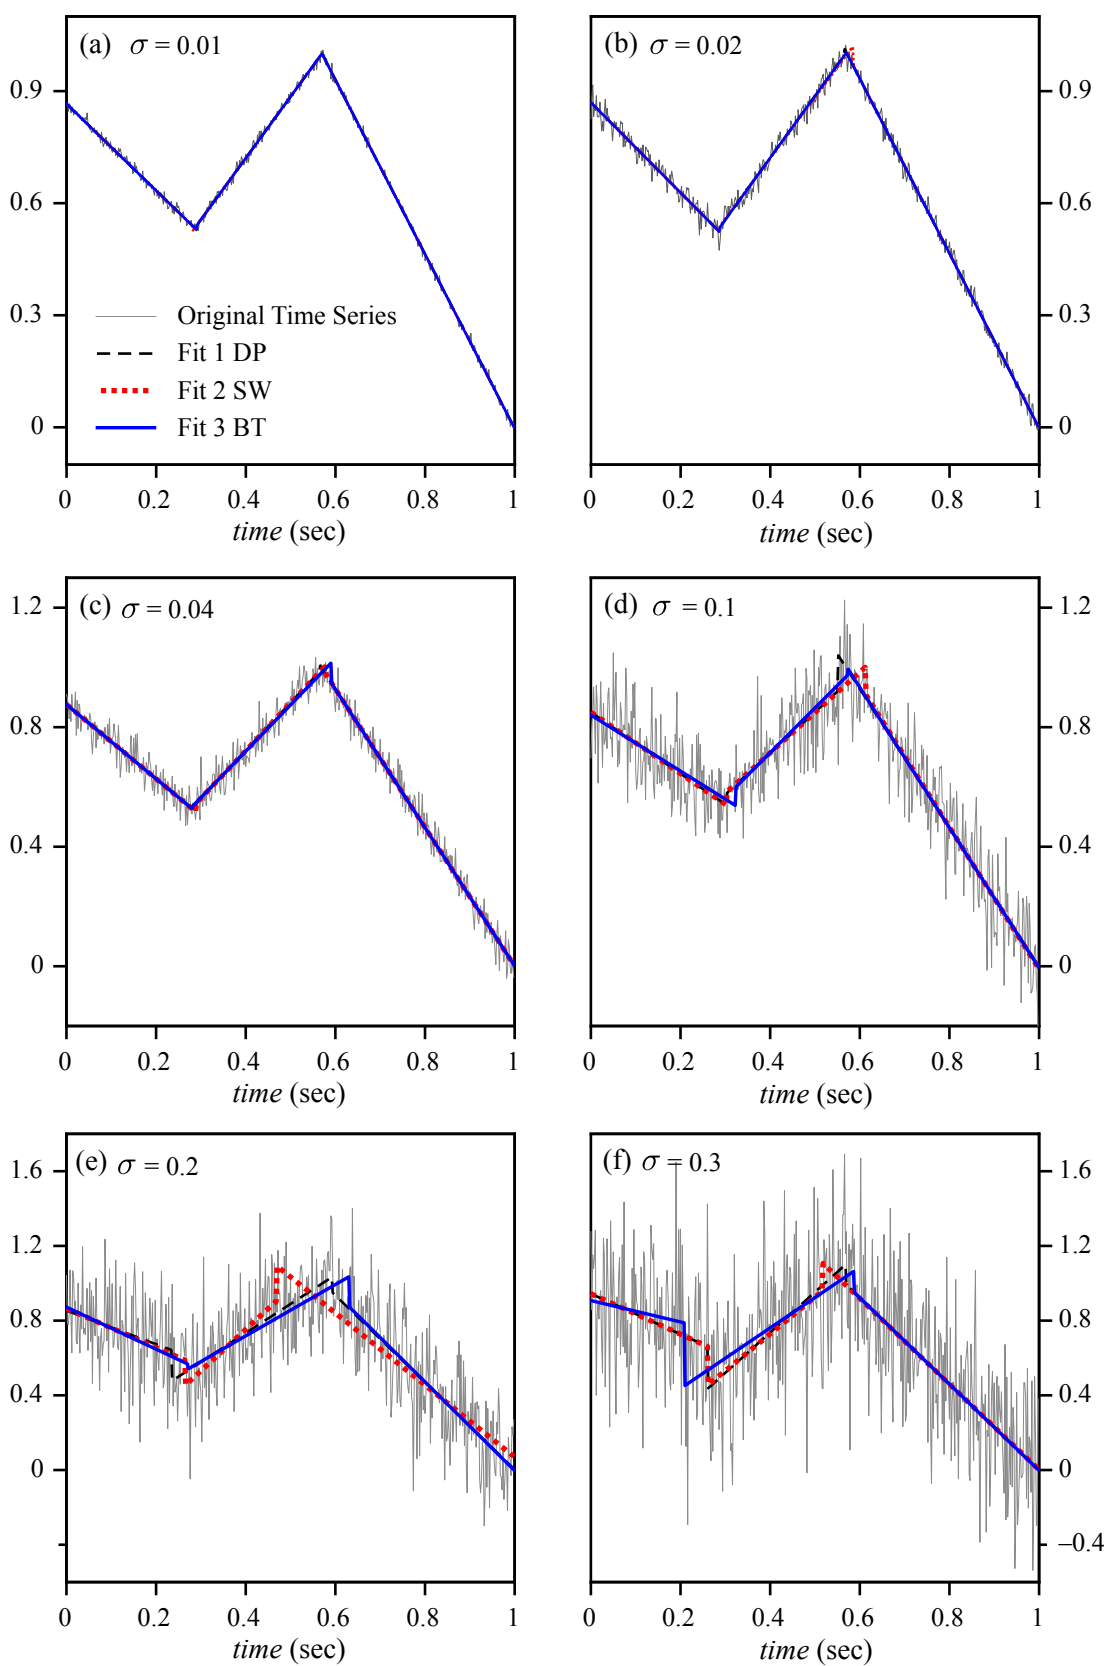 (a) σ = 0.01
(b) σ = 0.02
0.9
0.6
0.3
0
0.9
0.6
0.3
0
Original Time Series
Fit 1 DP
Fit 2 SW
Fit 3 BT
0 0.2 0.4 0.6 0.8 1
time (sec)
0 0.2 0.4 0.6 0.8 1
time (sec)
(c) σ = 0.04
(d) σ = 0.1
1.2
0.8
0.4
0
1.2
0.8
0.4
0
0 0.2 0.4 0.6 0.8 1
time (sec)
0 0.2 0.4 0.6 0.8 1
time (sec)
(e) σ = 0.2
(f) σ = 0.3
1.6
1.2
0.8
0.4
0
1.6
1.2
0.8
0.4
0
–0.4
0 0.2 0.4 0.6 0.8 1
time (sec)
0 0.2 0.4 0.6 0.8 1
time (sec)